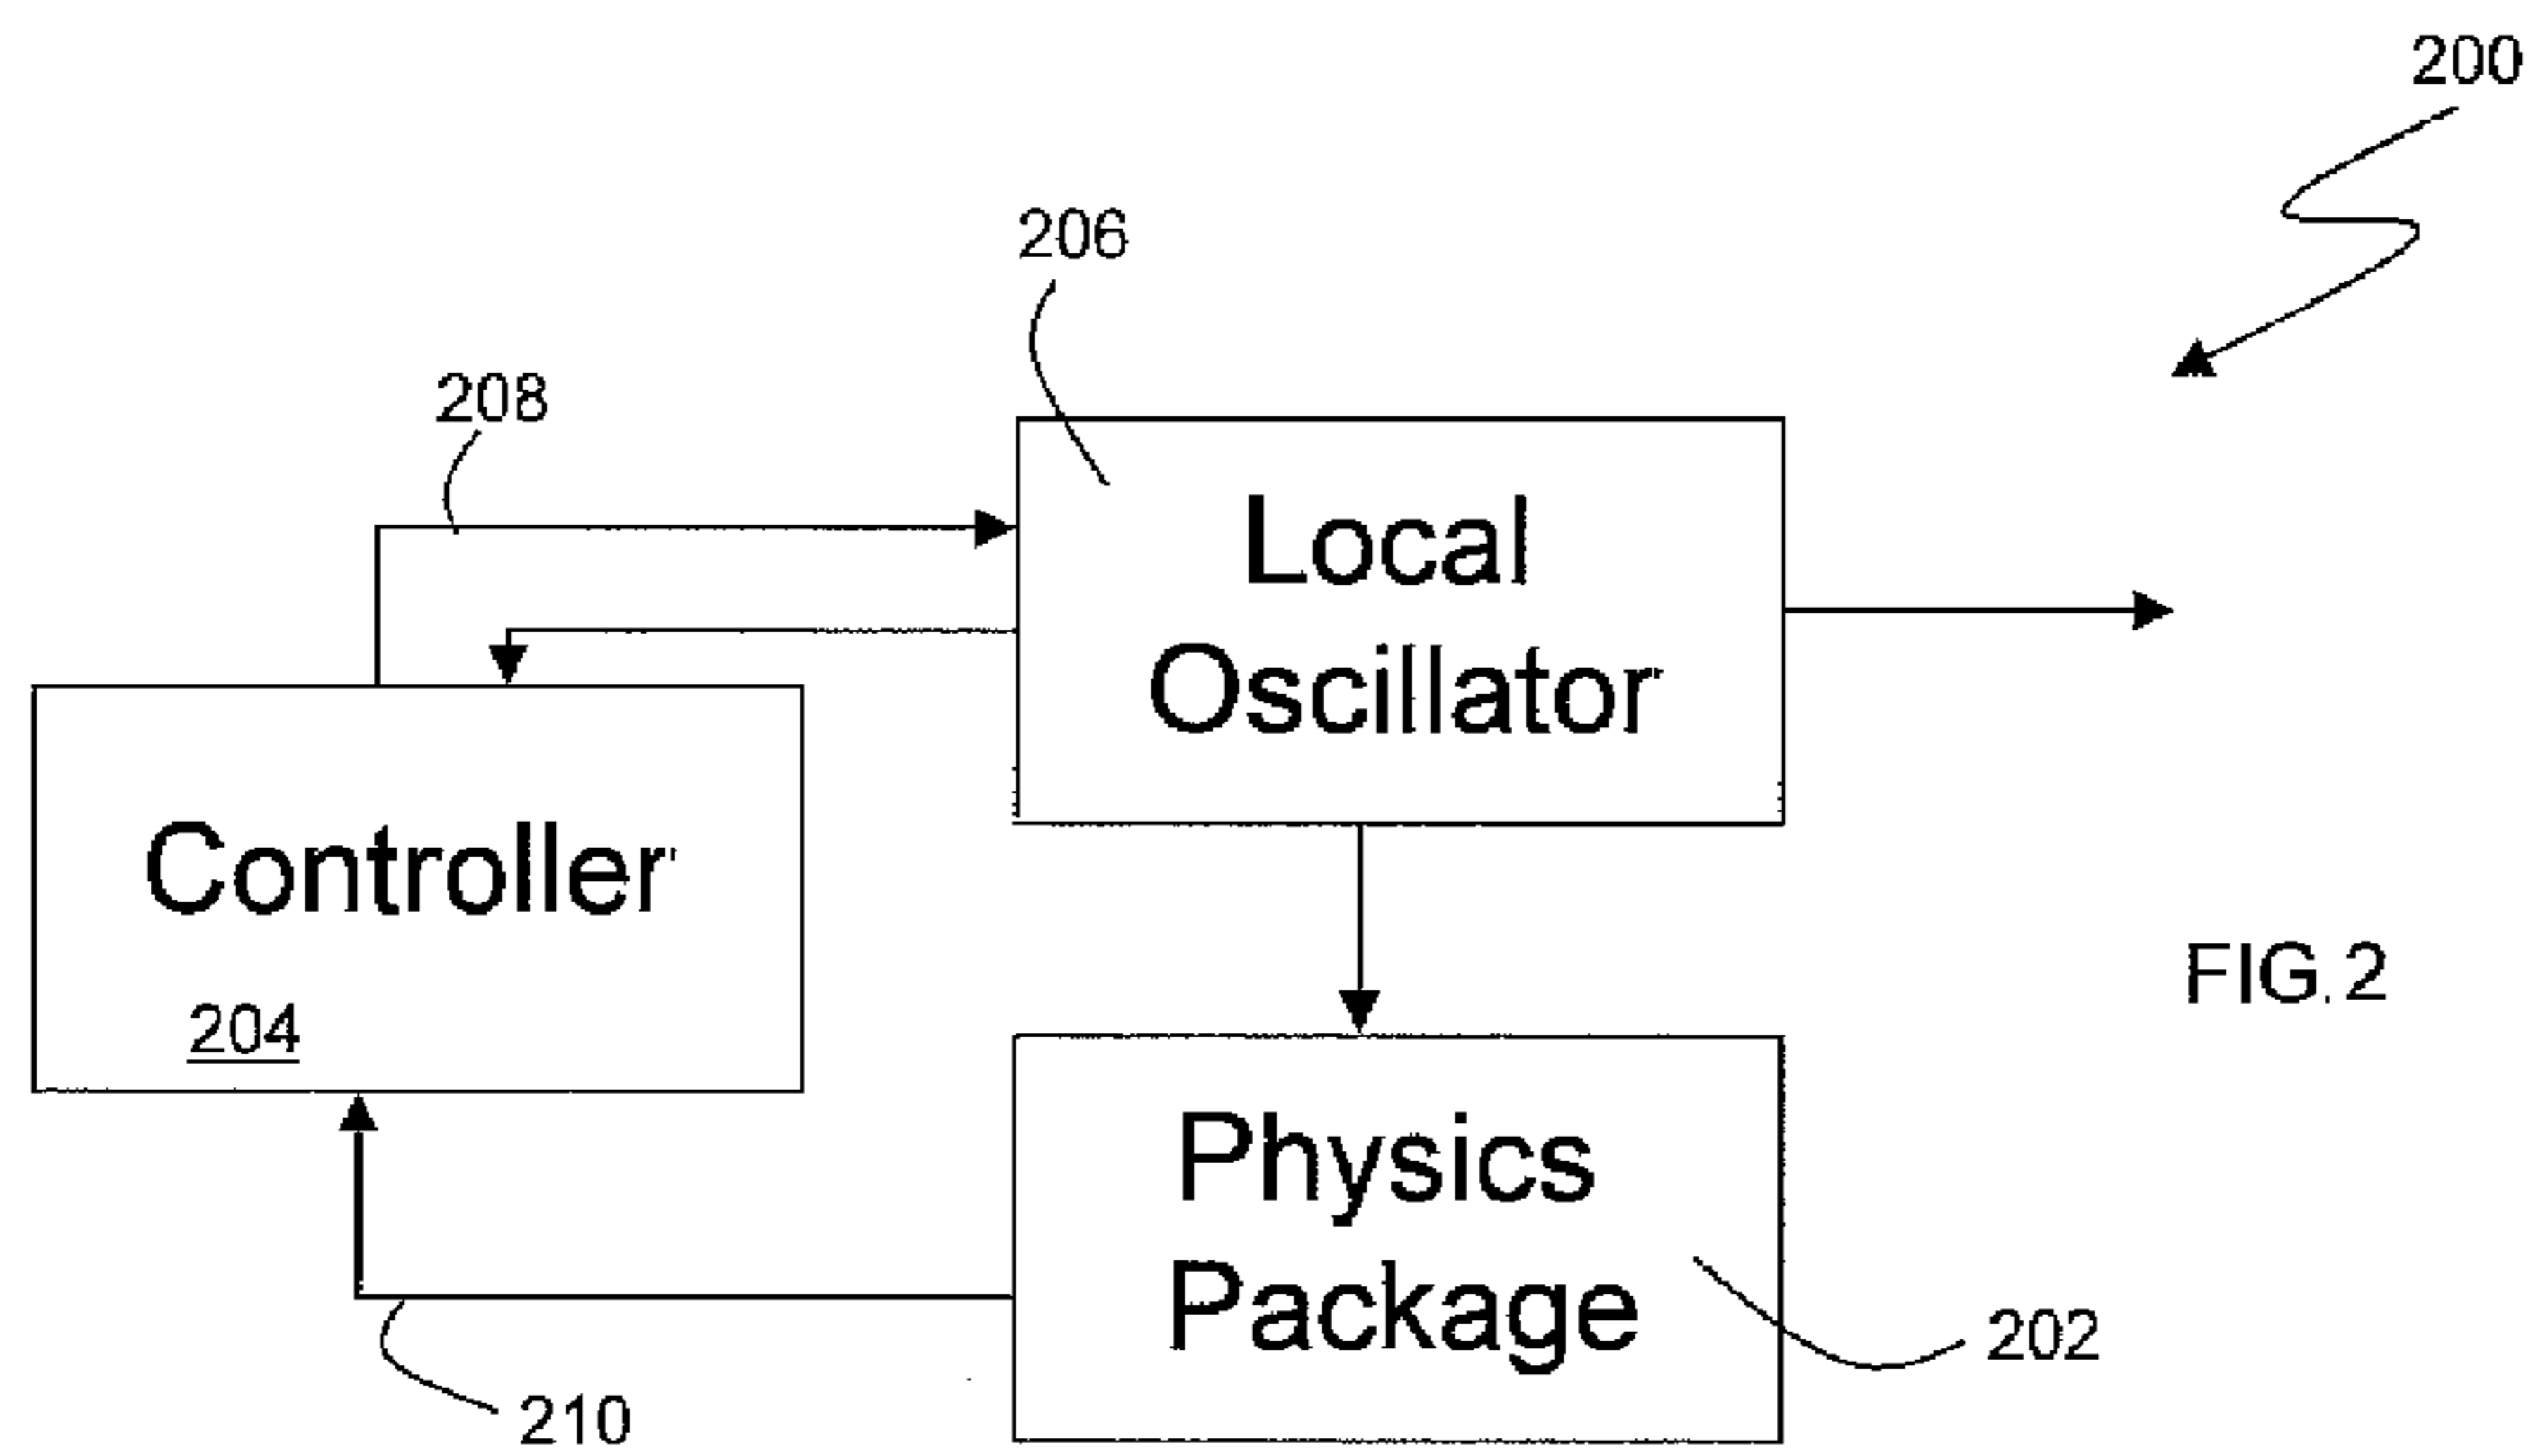 200
206
208
Local
Oscillator
Controller
204
FIG.2
Physics
Package
202
210